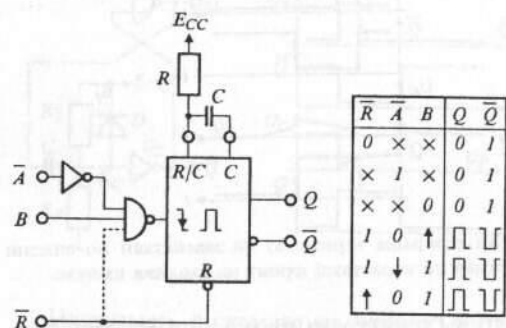 E_CC
R
C
R/C C
A̅
B
Q
Q̅
R
R̅
R̅ A̅ B Q Q̅
0 × × 0 1
× 1 × 0 1
× × 0 0 1
1 0 ↑
1 ↓ 1
↑ 0 1